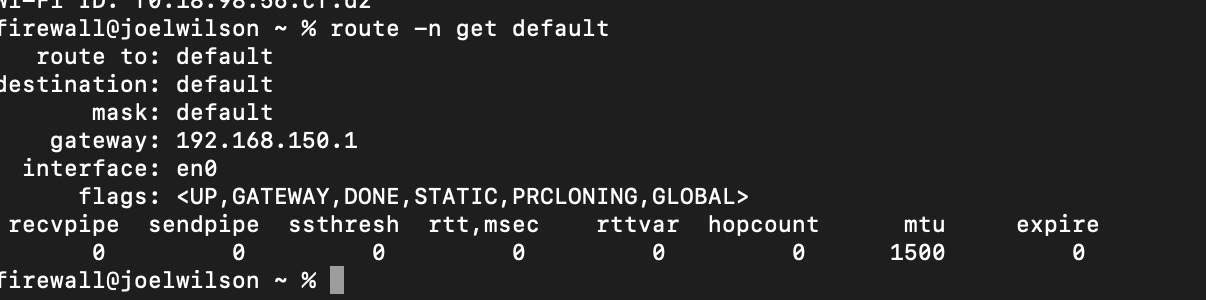 firewall@joelwilson ~ % route -n get default
route to: default
destination: default
mask: default
gateway: 192.168.150.1
interface: en0
flags: <UP,GATEWAY,DONE,STATIC,PRCLONING,GLOBAL>
recvpipe sendpipe ssthresh rtt,msec rttvar hopcount mtu expire
0 0 0 0 0 0 1500 0
firewall@joelwilson ~ %